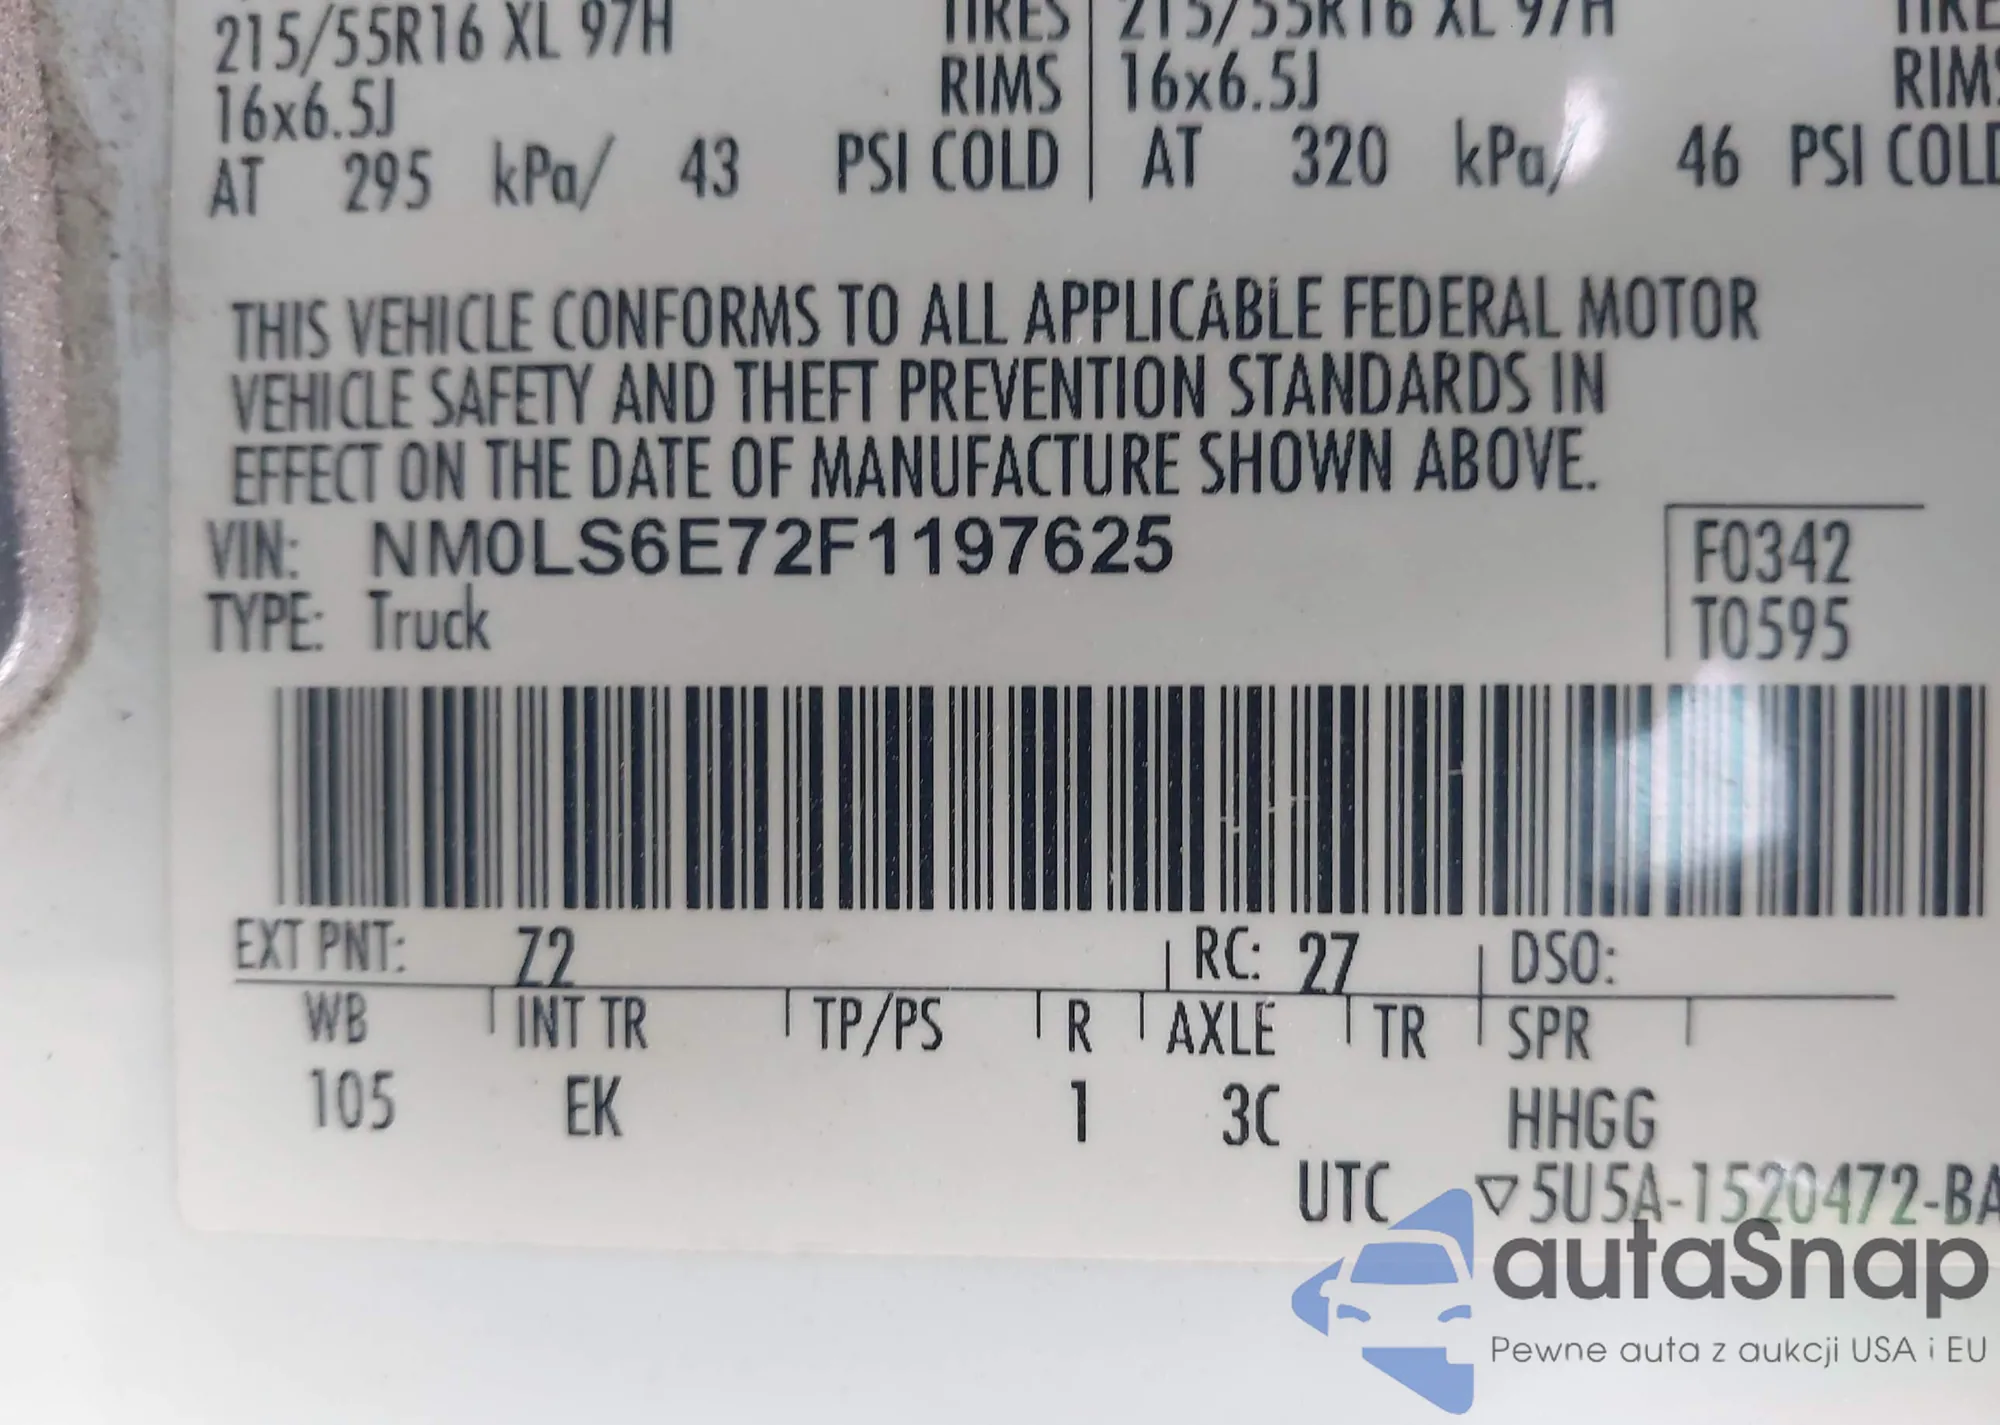 215/55R16 XL 97H TIRES 215/55R16 XL 97H TIRE
16x6.5J RIMS 16x6.5J RIMS
AT 295 kPa/ 43 PSI COLD AT 320 kPa/ 46 PSI COLD
THIS VEHICLE CONFORMS TO ALL APPLICABLE FEDERAL MOTOR
VEHICLE SAFETY AND THEFT PREVENTION STANDARDS IN
EFFECT ON THE DATE OF MANUFACTURE SHOWN ABOVE.
VIN: NM0LS6E72F1197625 F0342
TYPE: Truck T0595
EXT PNT: Z2 RC: 27 DSO:
WB INT TR TP/PS R AXLE TR SPR
105 EK 1 3C HHGG
UTC ▽5U5A-1520472-BA
autaSnap
Pewne auta z aukcji USA i EU